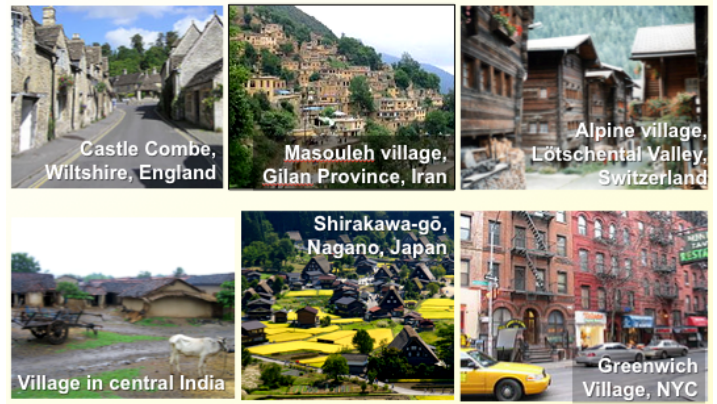 Castle Combe,
Wiltshire, England
Masouleh village,
Gilan Province, Iran
Alpine village,
Lötschental Valley,
Switzerland
Village in central India
Shirakawa-gō,
Nagano, Japan
Greenwich
Village, NYC